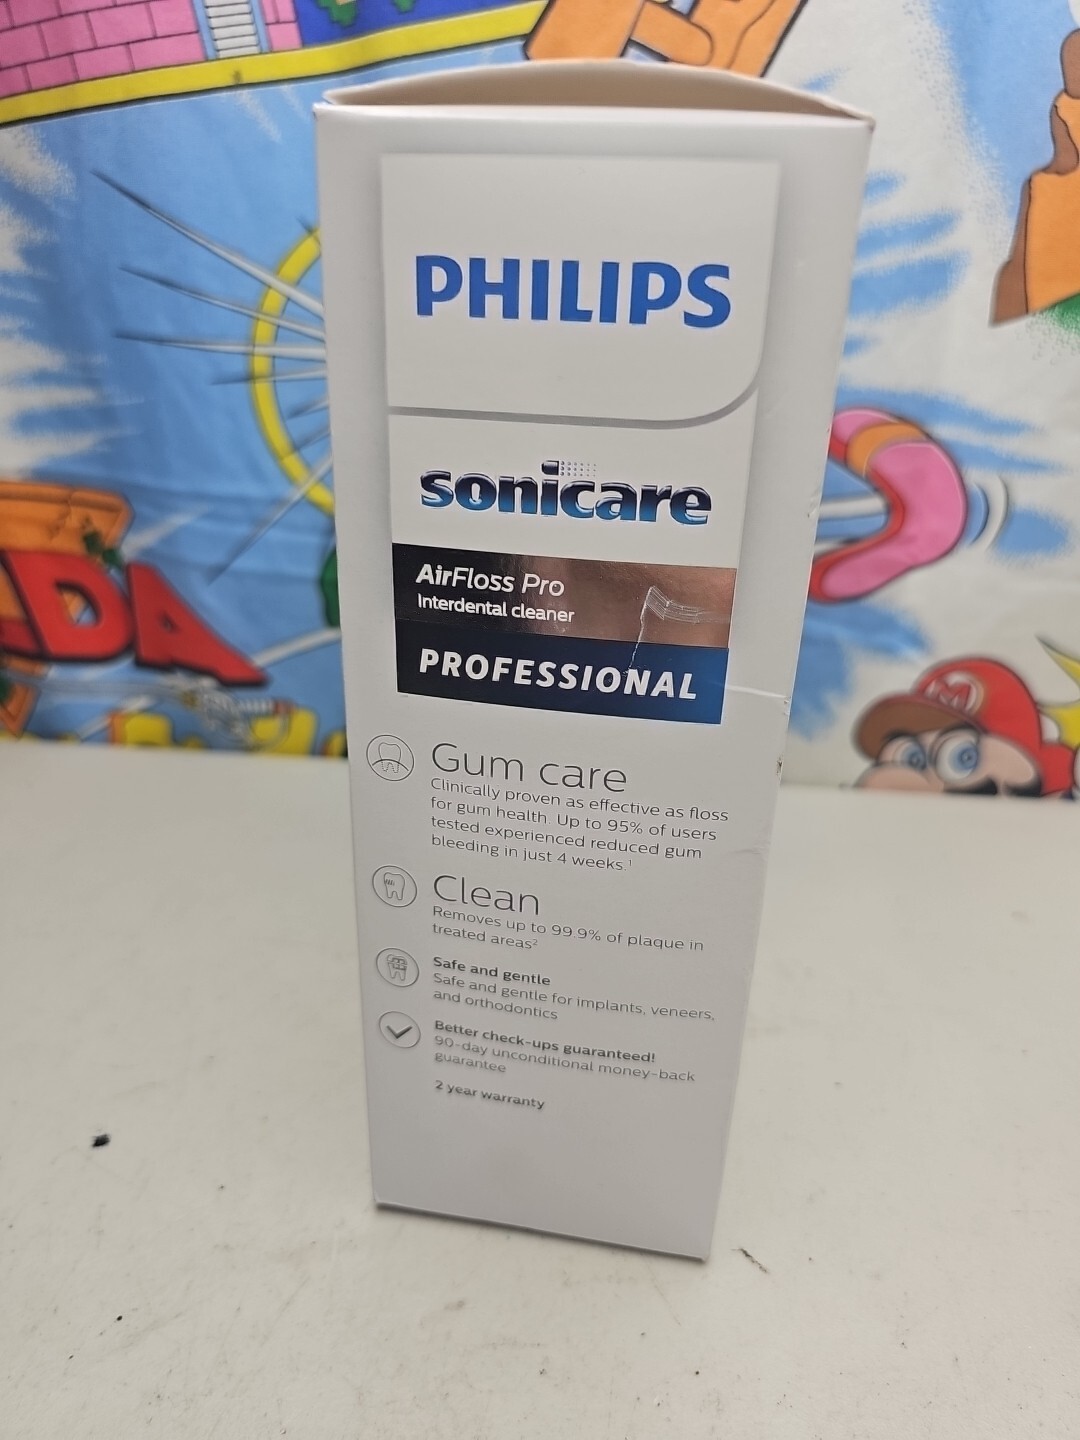 PHILIPS
sonicare
AirFloss Pro
Interdental cleaner
PROFESSIONAL
Gum care
Clinically proven as effective as floss
for gum health. Up to 95% of users
tested experienced reduced gum
bleeding in just 4 weeks.¹
Clean
Removes up to 99.9% of plaque in
treated areas²
Safe and gentle
Safe and gentle for implants, veneers,
and orthodontics
Better check-ups guaranteed!
90-day unconditional money-back
guarantee
2 year warranty
DA
M